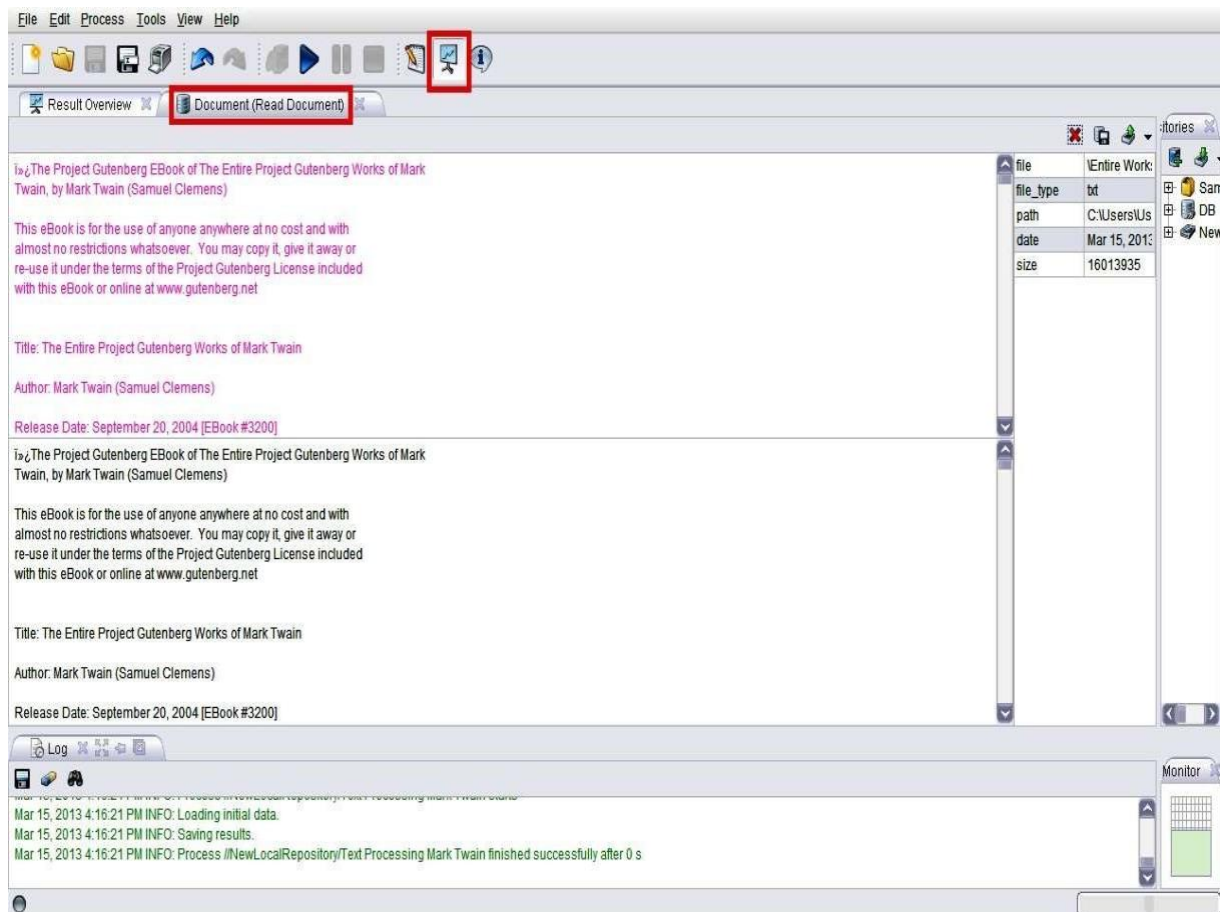 File Edit Process Tools View Help
Result Overview
Document (Read Document)
itories
ï»¿The Project Gutenberg EBook of The Entire Project Gutenberg Works of Mark
Twain, by Mark Twain (Samuel Clemens)
This eBook is for the use of anyone anywhere at no cost and with
almost no restrictions whatsoever. You may copy it, give it away or
re-use it under the terms of the Project Gutenberg License included
with this eBook or online at www.gutenberg.net
Title: The Entire Project Gutenberg Works of Mark Twain
Author: Mark Twain (Samuel Clemens)
Release Date: September 20, 2004 [EBook #3200]
file \Entire Work:
file_type txt
path C:\Users\Us
date Mar 15, 2013
size 16013935
Sam
DB
New
ï»¿The Project Gutenberg EBook of The Entire Project Gutenberg Works of Mark
Twain, by Mark Twain (Samuel Clemens)
This eBook is for the use of anyone anywhere at no cost and with
almost no restrictions whatsoever. You may copy it, give it away or
re-use it under the terms of the Project Gutenberg License included
with this eBook or online at www.gutenberg.net
Title: The Entire Project Gutenberg Works of Mark Twain
Author: Mark Twain (Samuel Clemens)
Release Date: September 20, 2004 [EBook #3200]
Log
Monitor
Mar 15, 2013 4:16:21 PM INFO: Loading initial data.
Mar 15, 2013 4:16:21 PM INFO: Saving results.
Mar 15, 2013 4:16:21 PM INFO: Process //NewLocalRepository/Text Processing Mark Twain finished successfully after 0 s